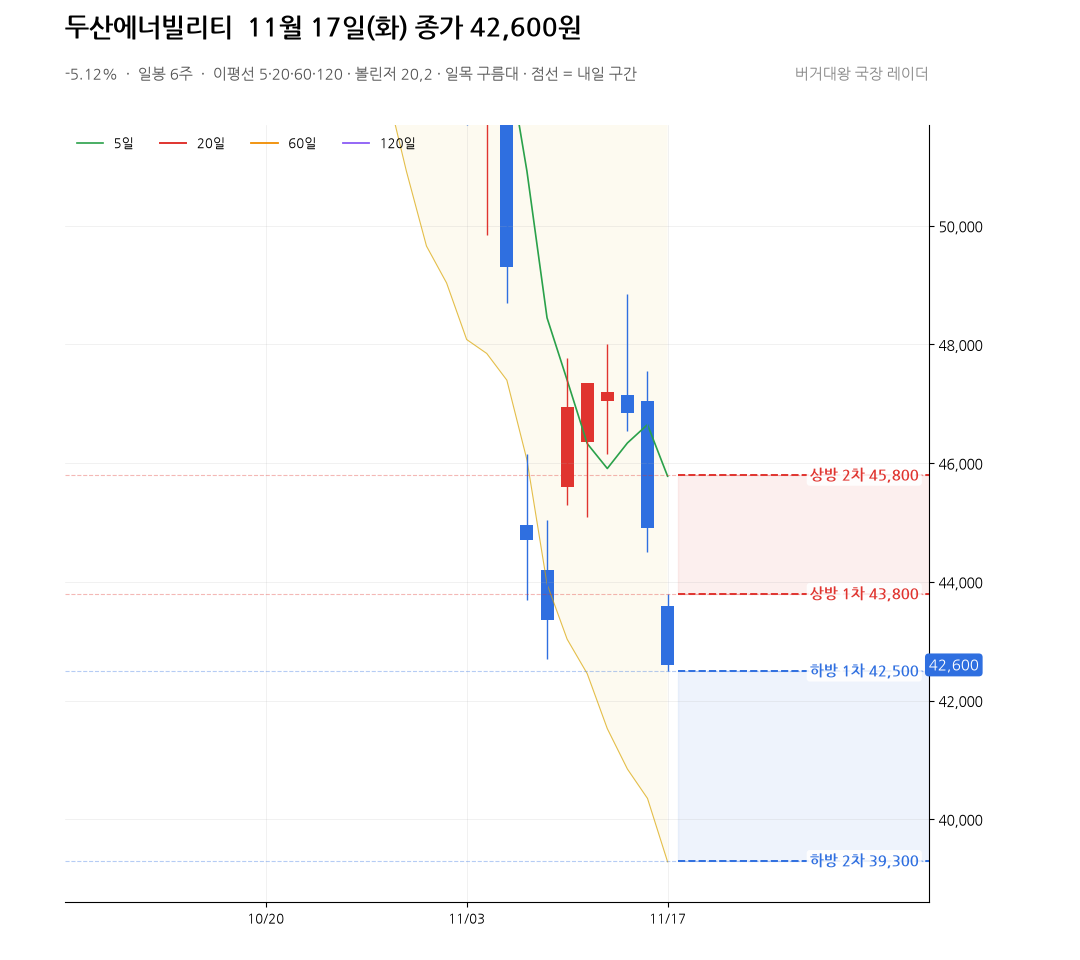 두산에너빌리티 11월 17일(화) 종가 42,600원
-5.12% · 일봉 6주 · 이평선 5·20·60·120 · 볼린저 20,2 · 일목 구름대 · 점선 = 내일 구간
버거대왕 국장 레이더
5일 20일 60일 120일
50,000
48,000
46,000
상방 2차 45,800
44,000
상방 1차 43,800
하방 1차 42,500
42,600
42,000
40,000
하방 2차 39,300
10/20 11/03 11/17